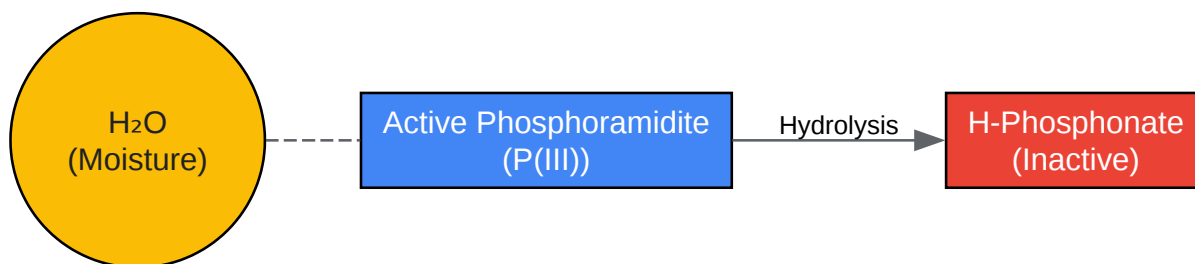 H₂O
(Moisture)
Active Phosphoramidite
(P(III))
Hydrolysis
H-Phosphonate
(Inactive)